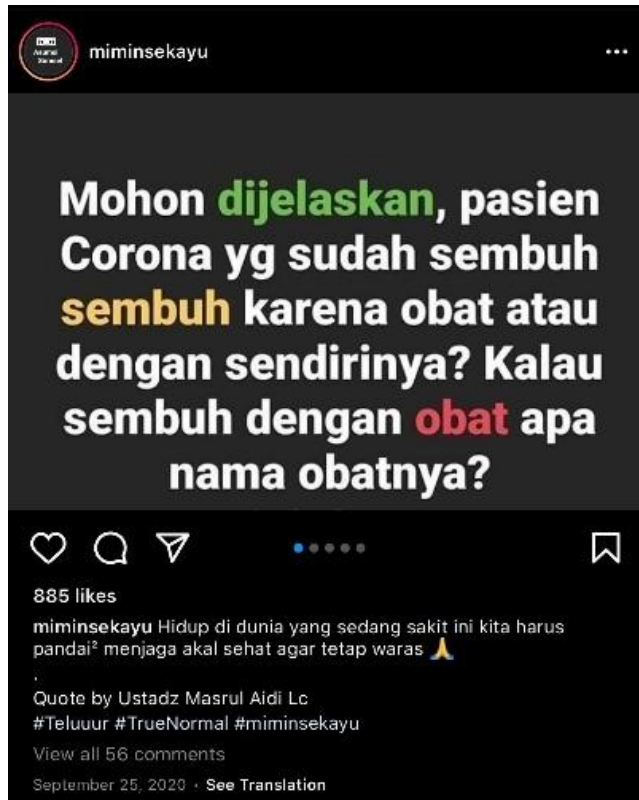 miminsekayu
Mohon dijelaskan, pasien
Corona yg sudah sembuh
sembuh karena obat atau
dengan sendirinya? Kalau
sembuh dengan obat apa
nama obatnya?
885 likes
miminsekayu Hidup di dunia yang sedang sakit ini kita harus
pandai² menjaga akal sehat agar tetap waras 🙏
.
Quote by Ustadz Masrul Aidi Lc
#Teluuur #TrueNormal #miminsekayu
View all 56 comments
September 25, 2020 · See Translation